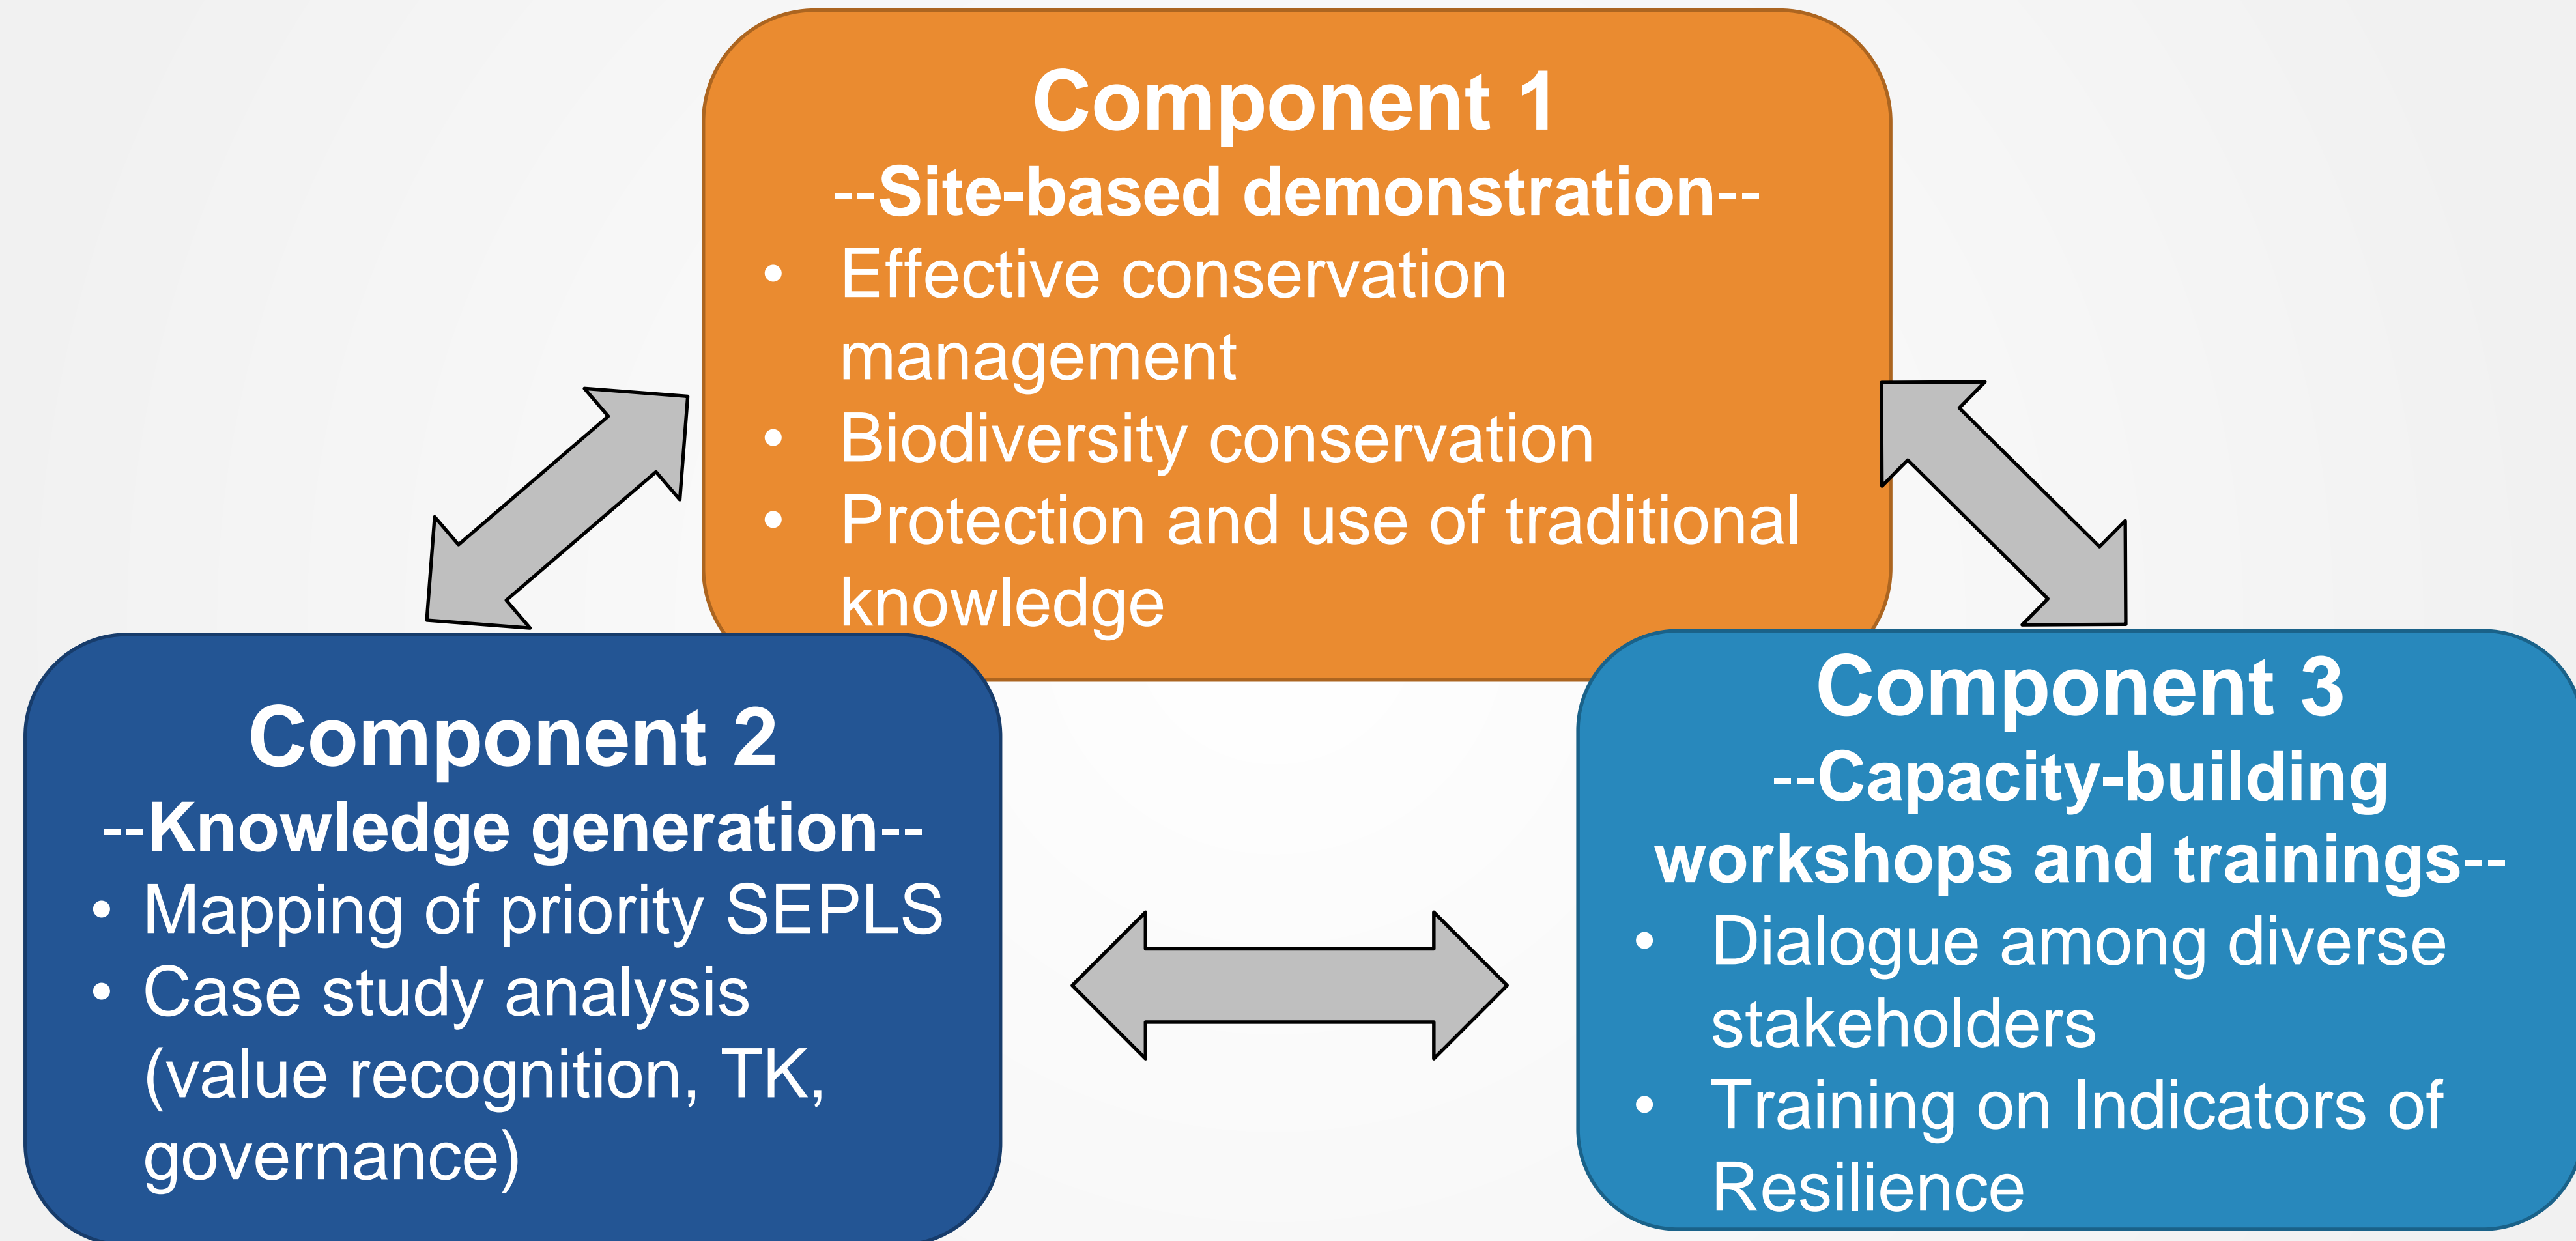 Component 1
--Site-based demonstration--
• Effective conservation
management
• Biodiversity conservation
• Protection and use of traditional
knowledge
Component 2
--Knowledge generation--
• Mapping of priority SEPLS
• Case study analysis
(value recognition, TK,
governance)
Component 3
--Capacity-building
workshops and trainings--
• Dialogue among diverse
stakeholders
• Training on Indicators of
Resilience